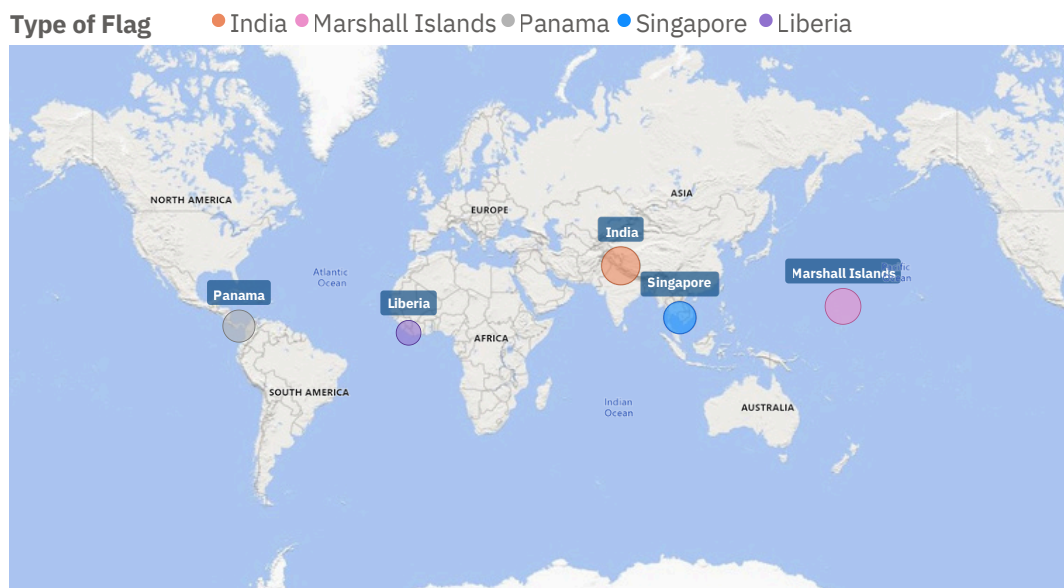 Type of Flag
India Marshall Islands Panama Singapore Liberia
NORTH AMERICA
ASIA
EUROPE
India
Atlantic
Ocean
Marshall Islands
Singapore
Panama
Liberia
AFRICA
SOUTH AMERICA
Indian
Ocean
AUSTRALIA